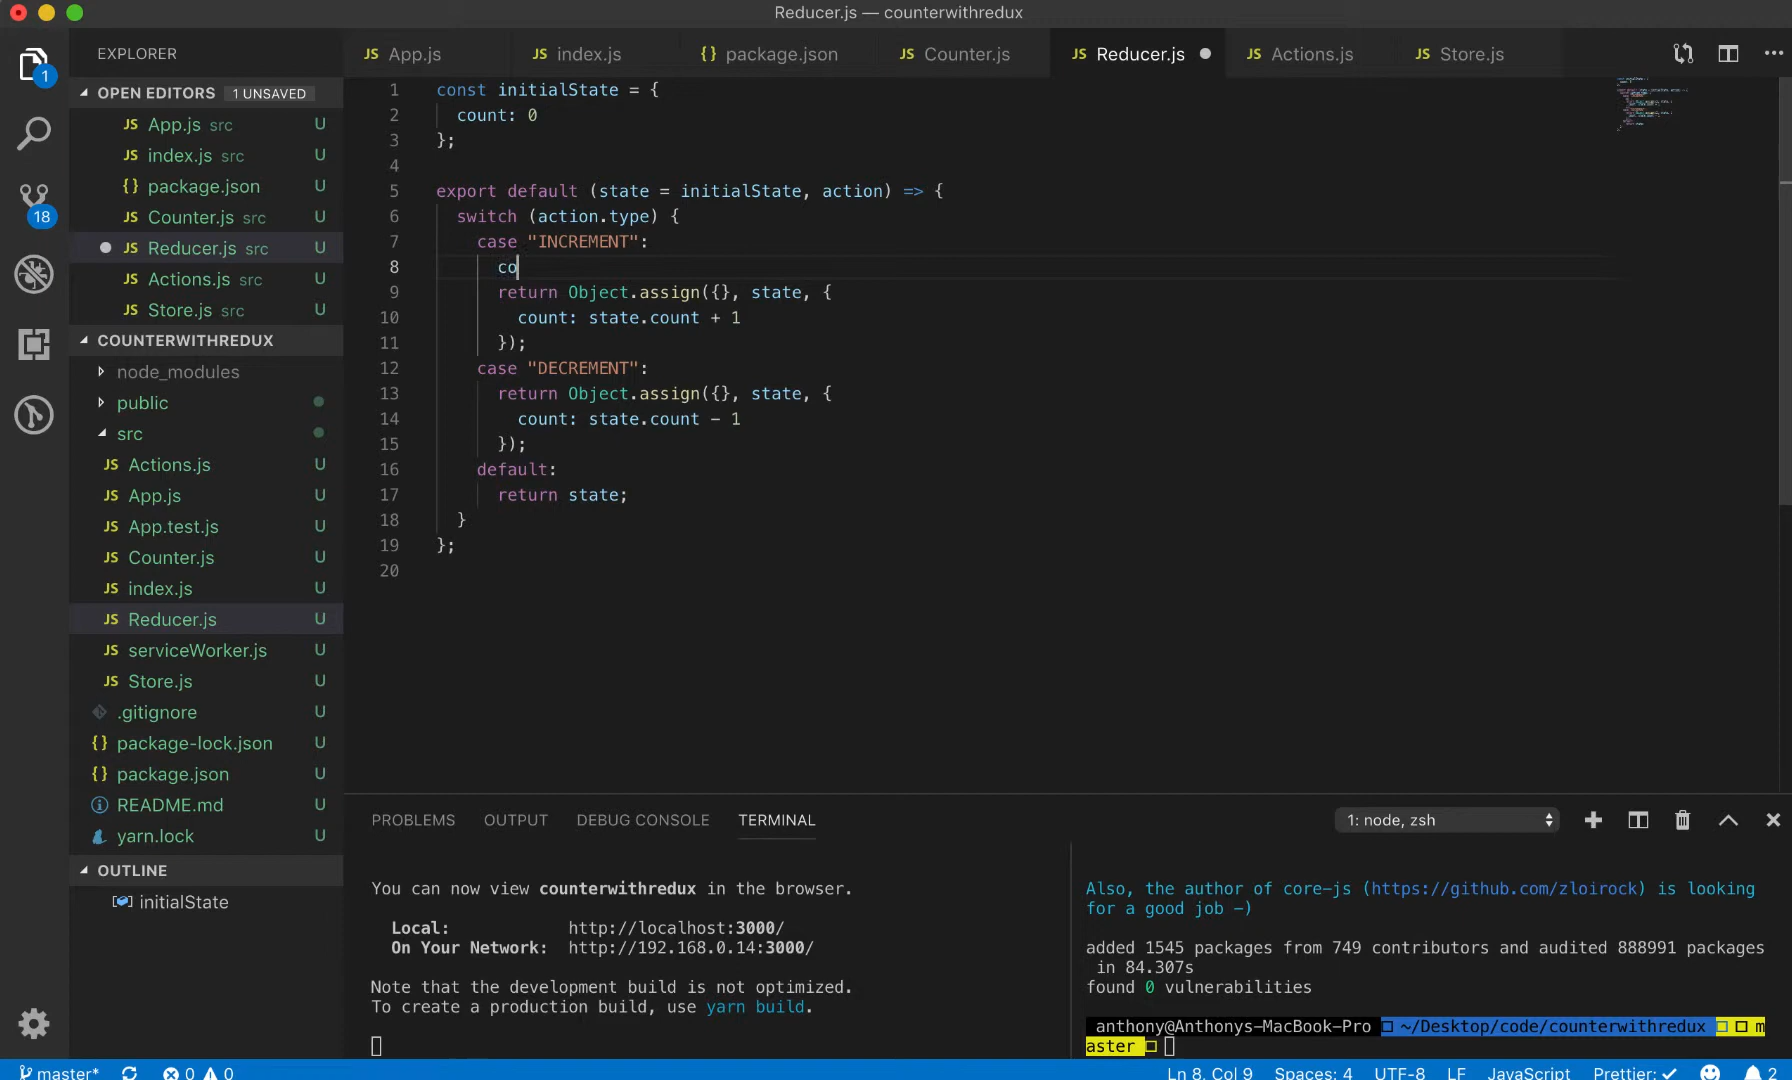 Reducer.js — counterwithredux
EXPLORER
OPEN EDITORS 1 UNSAVED
JS App.js src U
JS index.js src U
{} package.json U
JS Counter.js src U
JS Reducer.js src U
JS Actions.js src U
JS Store.js src U
COUNTERWITHREDUX
node_modules
public
src
JS Actions.js U
JS App.js U
JS App.test.js U
JS Counter.js U
JS index.js U
JS Reducer.js U
JS serviceWorker.js U
JS Store.js U
.gitignore U
{} package-lock.json U
{} package.json U
README.md U
yarn.lock U
OUTLINE
initialState
1
18
JS App.js
JS index.js
{} package.json
JS Counter.js
JS Reducer.js
JS Actions.js
JS Store.js
1 const initialState = {
2 count: 0
3 };
4
5 export default (state = initialState, action) => {
6 switch (action.type) {
7 case "INCREMENT":
8 co
9 return Object.assign({}, state, {
10 count: state.count + 1
11 });
12 case "DECREMENT":
13 return Object.assign({}, state, {
14 count: state.count - 1
15 });
16 default:
17 return state;
18 }
19 };
20
PROBLEMS OUTPUT DEBUG CONSOLE TERMINAL
1: node, zsh
You can now view counterwithredux in the browser.
Local: http://localhost:3000/
On Your Network: http://192.168.0.14:3000/
Note that the development build is not optimized.
To create a production build, use yarn build.
Also, the author of core-js (https://github.com/zloirock) is looking
for a good job -)
added 1545 packages from 749 contributors and audited 888991 packages
in 84.307s
found 0 vulnerabilities
anthony@Anthonys-MacBook-Pro ~/Desktop/code/counterwithredux m
aster
master* 0 0 Ln 8, Col 9 Spaces: 4 UTF-8 LF JavaScript Prettier: ✓ 2